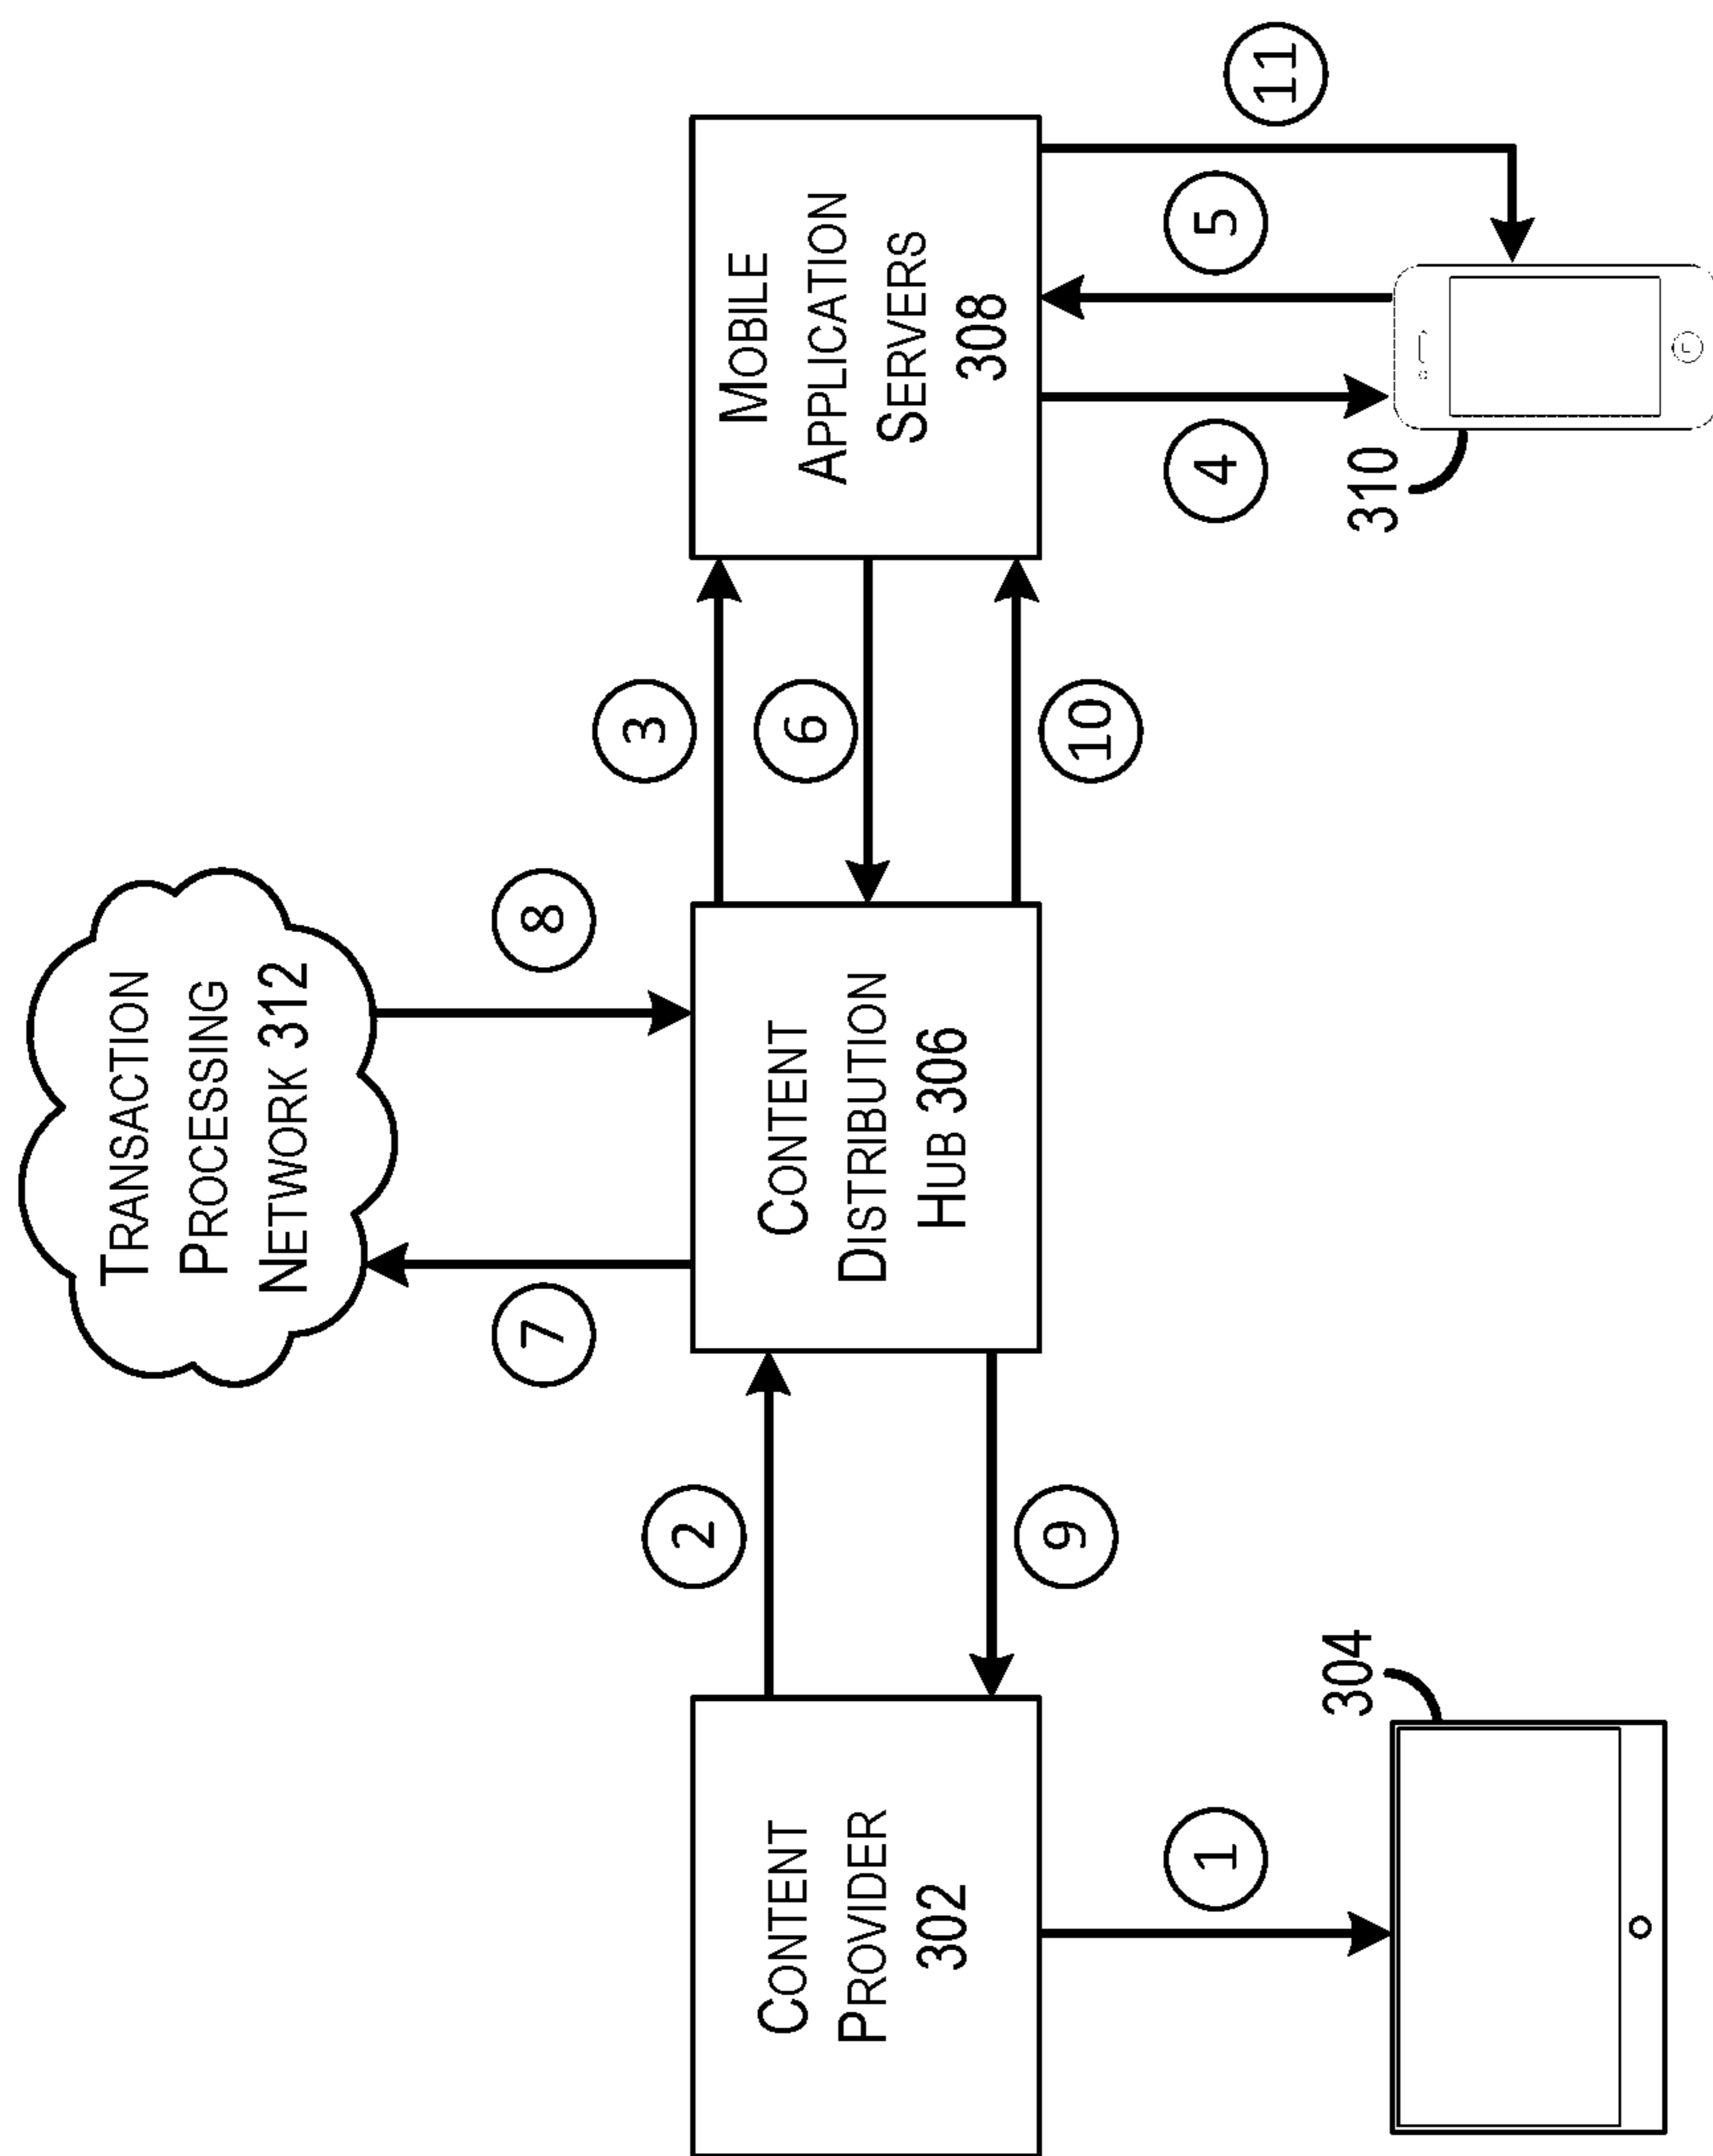 TRANSACTION
PROCESSING
NETWORK 312
7
8
CONTENT
PROVIDER
302
2
9
CONTENT
DISTRIBUTION
HUB 306
3
6
10
MOBILE
APPLICATION
SERVERS
308
1
304
4
5
11
310